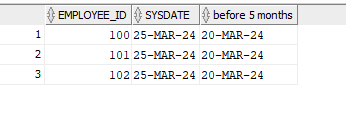 EMPLOYEE_ID SYSDATE before 5 months
1 100 25-MAR-24 20-MAR-24
2 101 25-MAR-24 20-MAR-24
3 102 25-MAR-24 20-MAR-24